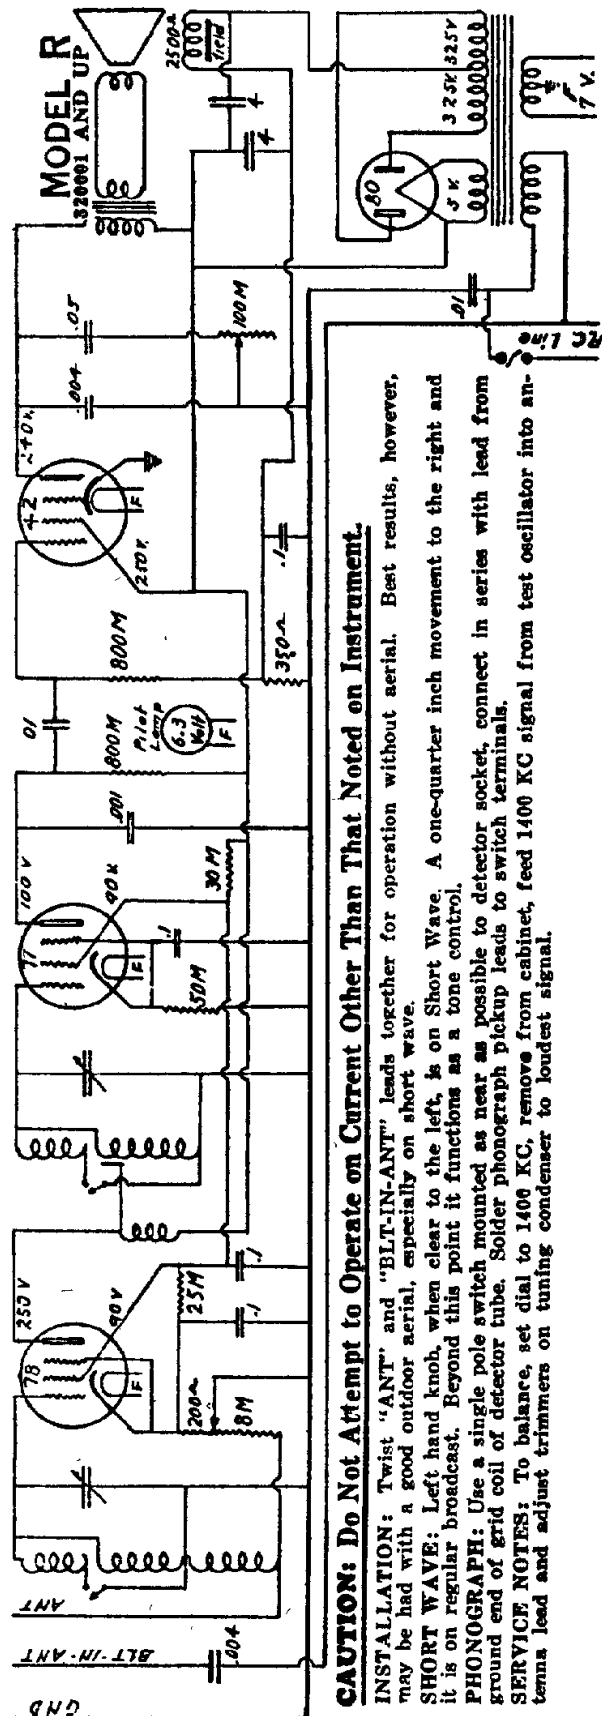 MODEL R
320001 AND UP
GND
BLT-IN-ANT
ANT
.004
78
250V
90V
F
200Ω
8M
25M
.1
.1
77
100V
90V
F
50M
.1
30M
.001
.01
800M
Pilot
Lamp
6.3
Volt
F
800M
350Ω
.1
42
240V.
250V.
F
.004
.05
100M
2500Ω
field
4
4
80
5V.
325V. 325V.
F
7 V.
.01
A.C. Line
CAUTION: Do Not Attempt to Operate on Current Other Than That Noted on Instrument.
INSTALLATION: Twist "ANT" and "BLT-IN-ANT" leads together for operation without aerial. Best results, however,
may be had with a good outdoor aerial, especially on short wave.
SHORT WAVE: Left hand knob, when clear to the left, is on Short Wave. A one-quarter inch movement to the right and
it is on regular broadcast. Beyond this point it functions as a tone control.
PHONOGRAPH: Use a single pole switch mounted as near as possible to detector socket, connect in series with lead from
ground end of grid coil of detector tube. Solder phonograph pickup leads to switch terminals.
SERVICE NOTES: To balance, set dial to 1400 KC, remove from cabinet, feed 1400 KC signal from test oscillator into an-
tenna lead and adjust trimmers on tuning condenser to loudest signal.